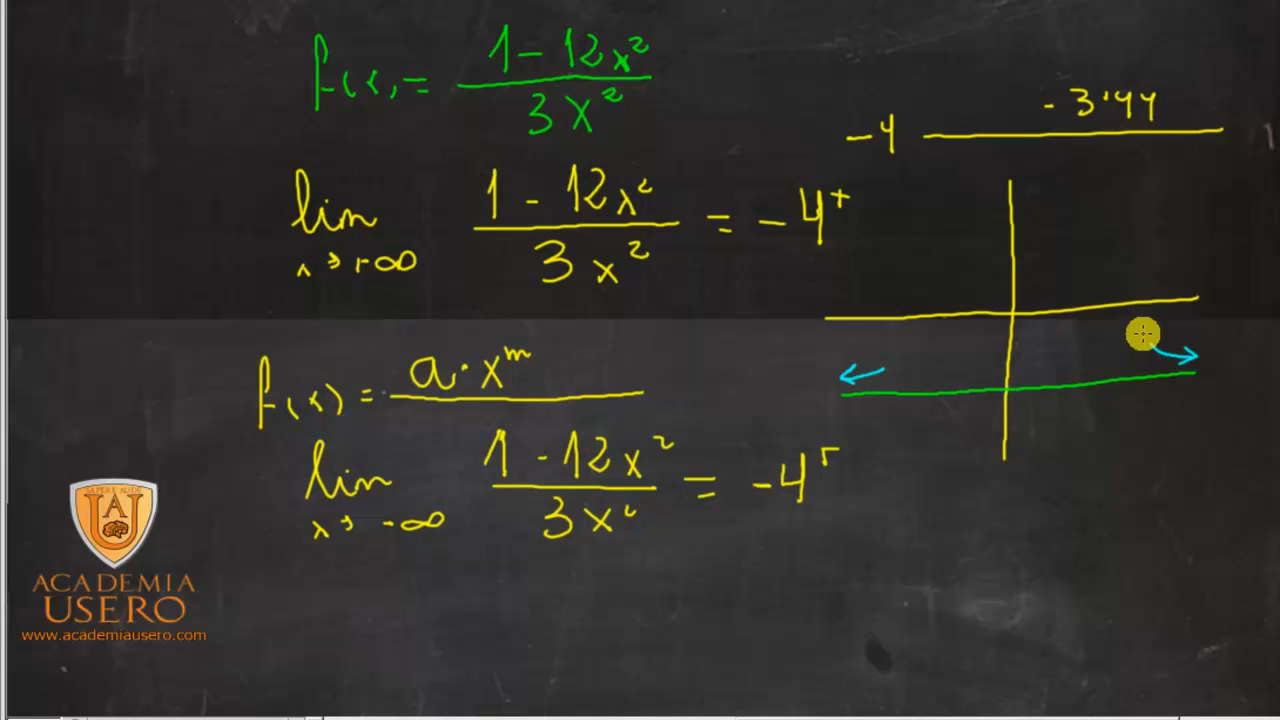 f(x) = (1 - 12x²) / (3x²)
lim x→+∞ (1 - 12x²) / (3x²) = -4⁺
-4
-3'99
f(x) = a·xᵐ
lim x→-∞ (1 - 12x²) / (3x²) = -4⁺
SAPERE AUDE
UA
ACADEMIA
USERO
www.academiausero.com